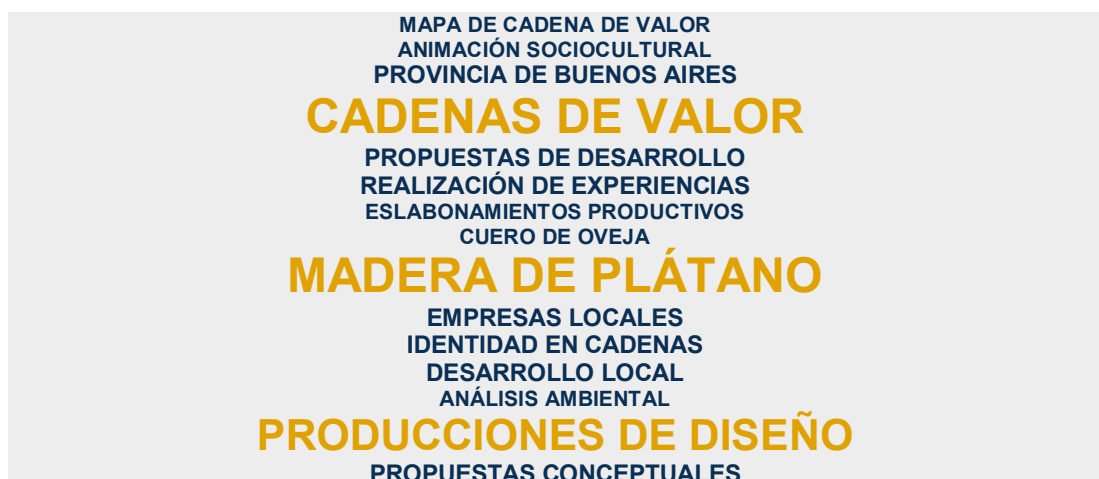 MAPA DE CADENA DE VALOR
ANIMACIÓN SOCIOCULTURAL
PROVINCIA DE BUENOS AIRES
CADENAS DE VALOR
PROPUESTAS DE DESARROLLO
REALIZACIÓN DE EXPERIENCIAS
ESLABONAMIENTOS PRODUCTIVOS
CUERO DE OVEJA
MADERA DE PLÁTANO
EMPRESAS LOCALES
IDENTIDAD EN CADENAS
DESARROLLO LOCAL
ANÁLISIS AMBIENTAL
PRODUCCIONES DE DISEÑO
PROPUESTAS CONCEPTUALES